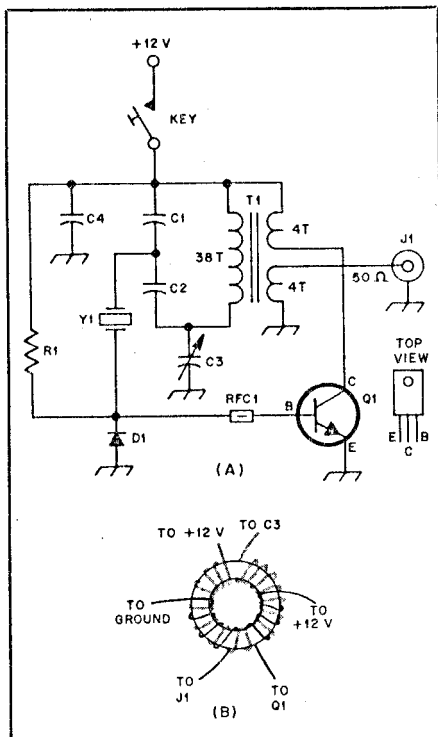 +12 V
KEY
C4
C1
T1
4T
J1
38T
C2
4T
50Ω
Y1
R1
C3
TOP
VIEW
RFC1
B
C
Q1
E
E
C
B
D1
(A)
TO +12 V
TO C3
TO
GROUND
TO
+12 V
TO
J1
TO
Q1
(B)